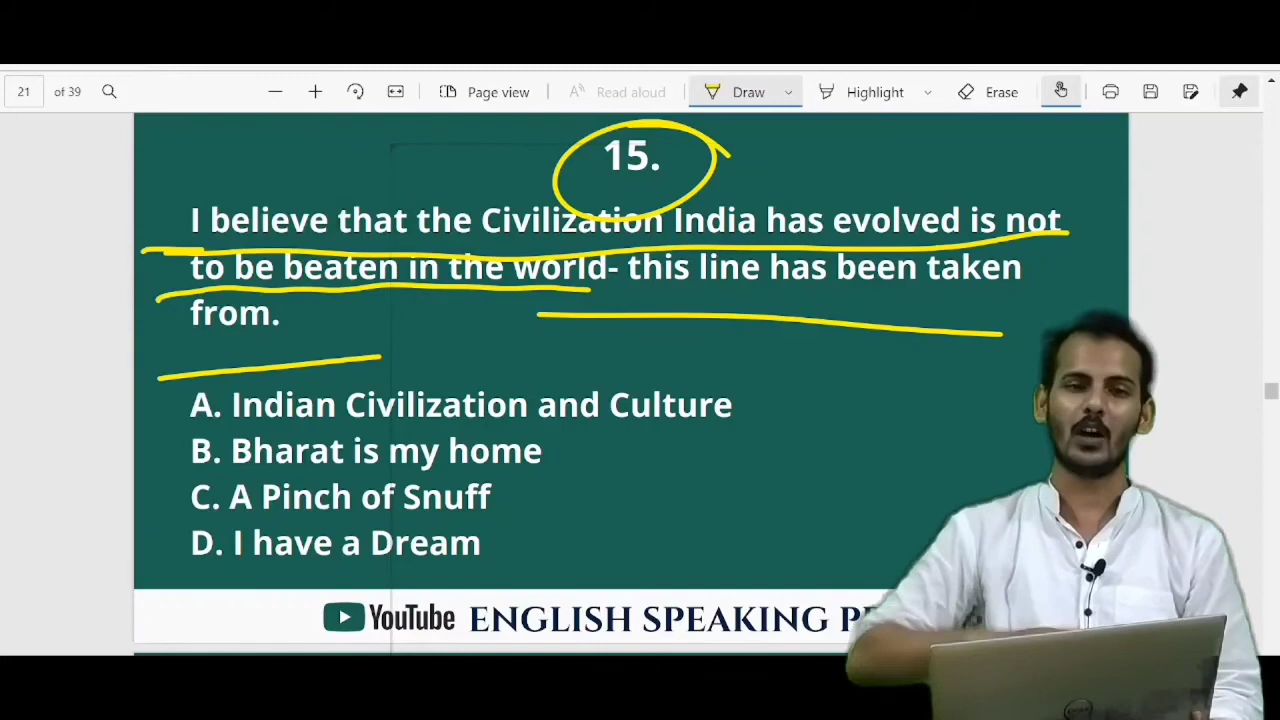 21 of 39 Page view Read aloud Draw Highlight Erase
15.
I believe that the Civilization India has evolved is not
to be beaten in the world- this line has been taken
from.
A. Indian Civilization and Culture
B. Bharat is my home
C. A Pinch of Snuff
D. I have a Dream
YouTube ENGLISH SPEAKING